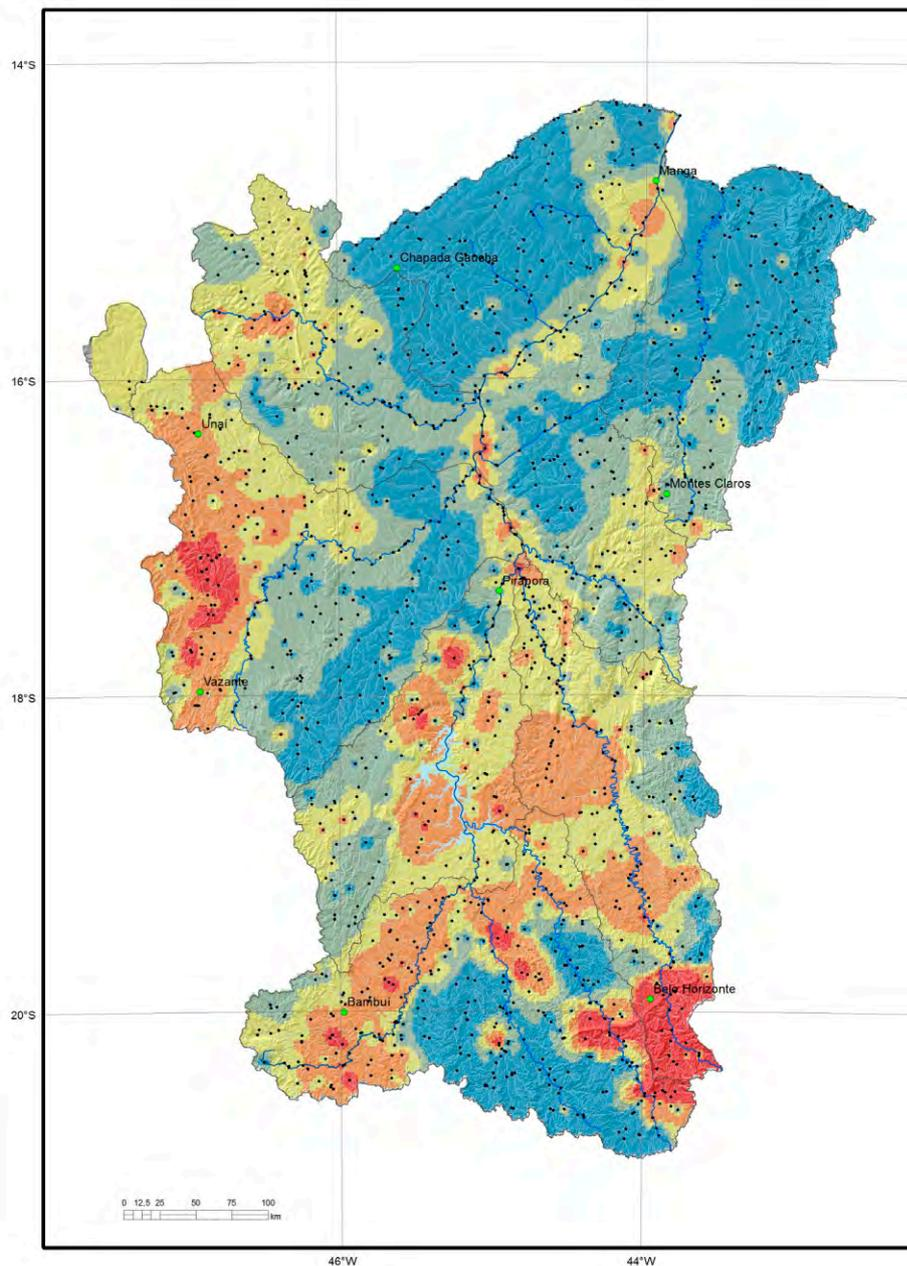 14°S
Manga
Chapada Gaúcha
16°S
Unaí
Montes Claros
Pirapora
Vazante
18°S
Belo Horizonte
Bambuí
20°S
0 12,5 25 50 75 100
km
46°W 44°W